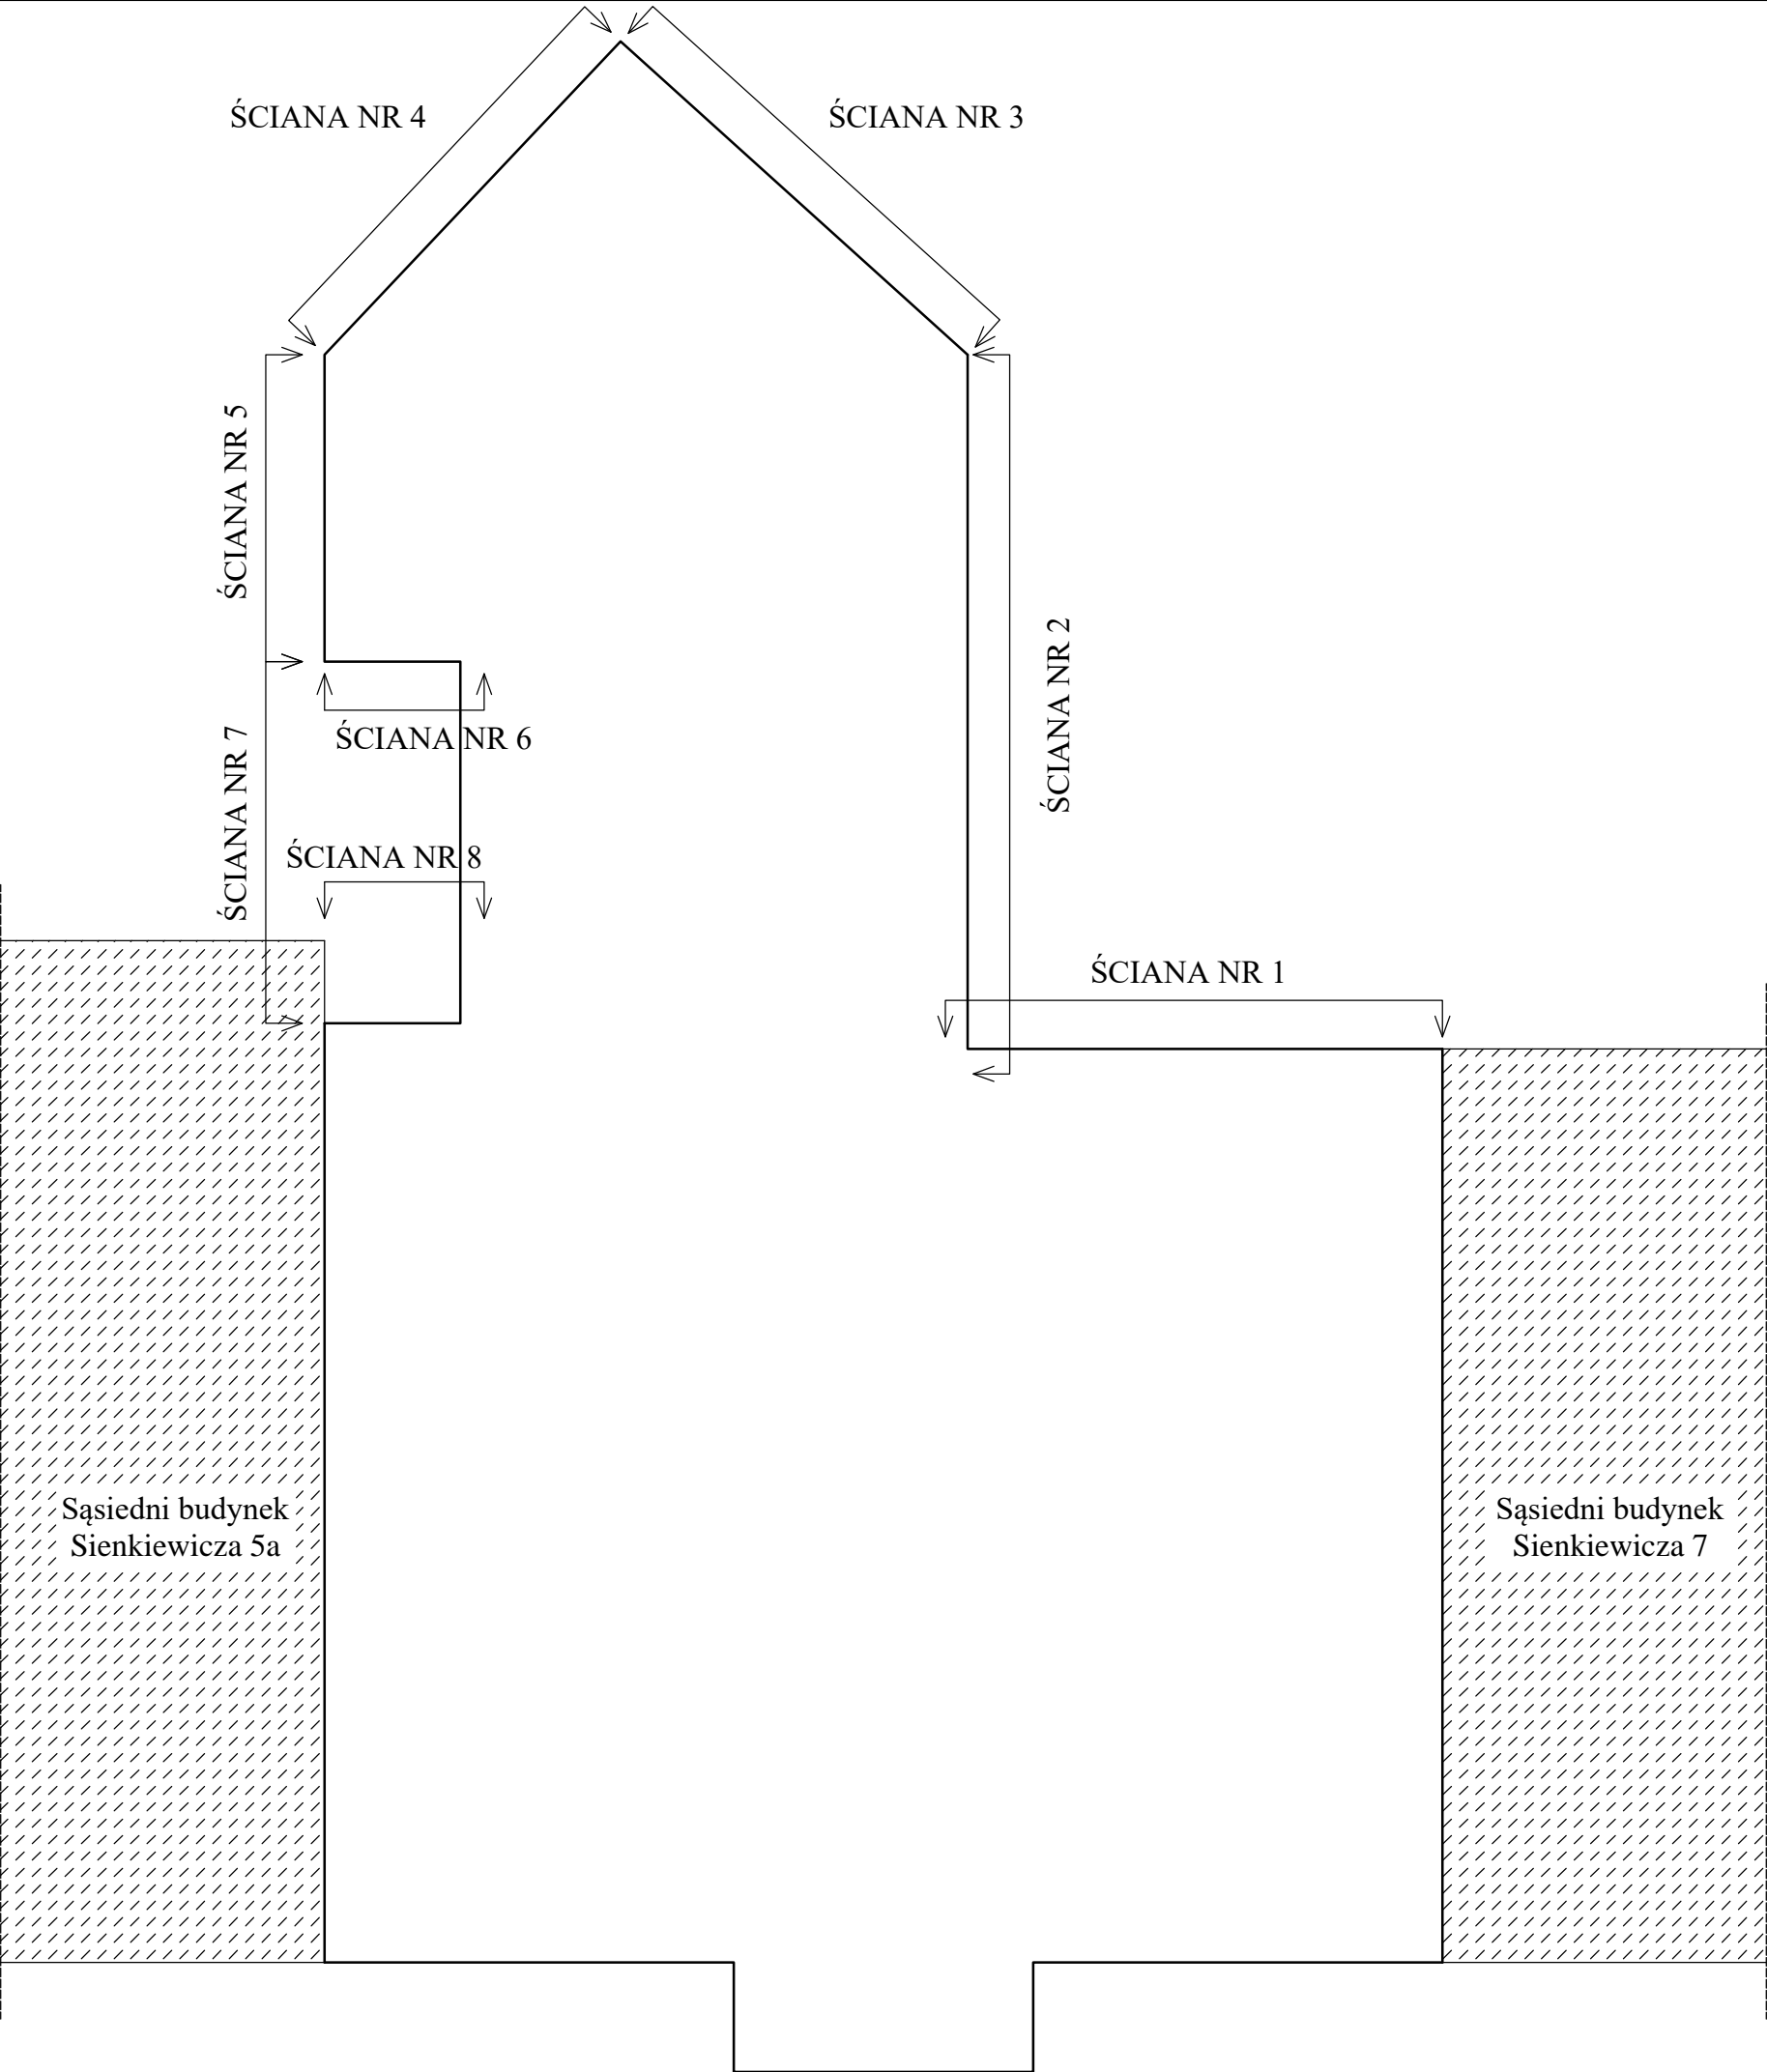 ŚCIANA NR 4
ŚCIANA NR 3
ŚCIANA NR 5
ŚCIANA NR 2
ŚCIANA NR 6
ŚCIANA NR 7
ŚCIANA NR 8
ŚCIANA NR 1
Sąsiedni budynek
Sienkiewicza 5a
Sąsiedni budynek
Sienkiewicza 7